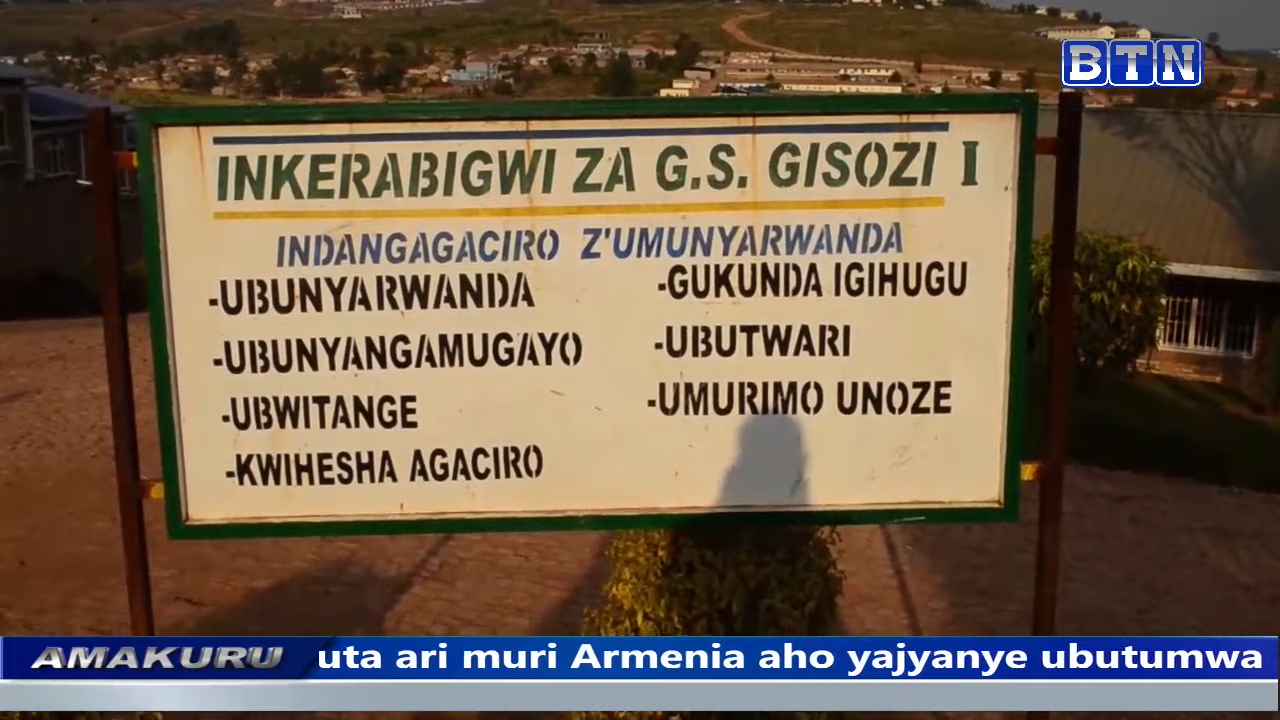 BTN
INKERABIGWI ZA G.S. GISOZI I
INDANGAGACIRO Z'UMUNYARWANDA
-UBUNYARWANDA
-UBUNYANGAMUGAYO
-UBWITANGE
-KWIHESHA AGACIRO
-GUKUNDA IGIHUGU
-UBUTWARI
-UMURIMO UNOZE
AMAKURU uta ari muri Armenia aho yajyanye ubutumwa